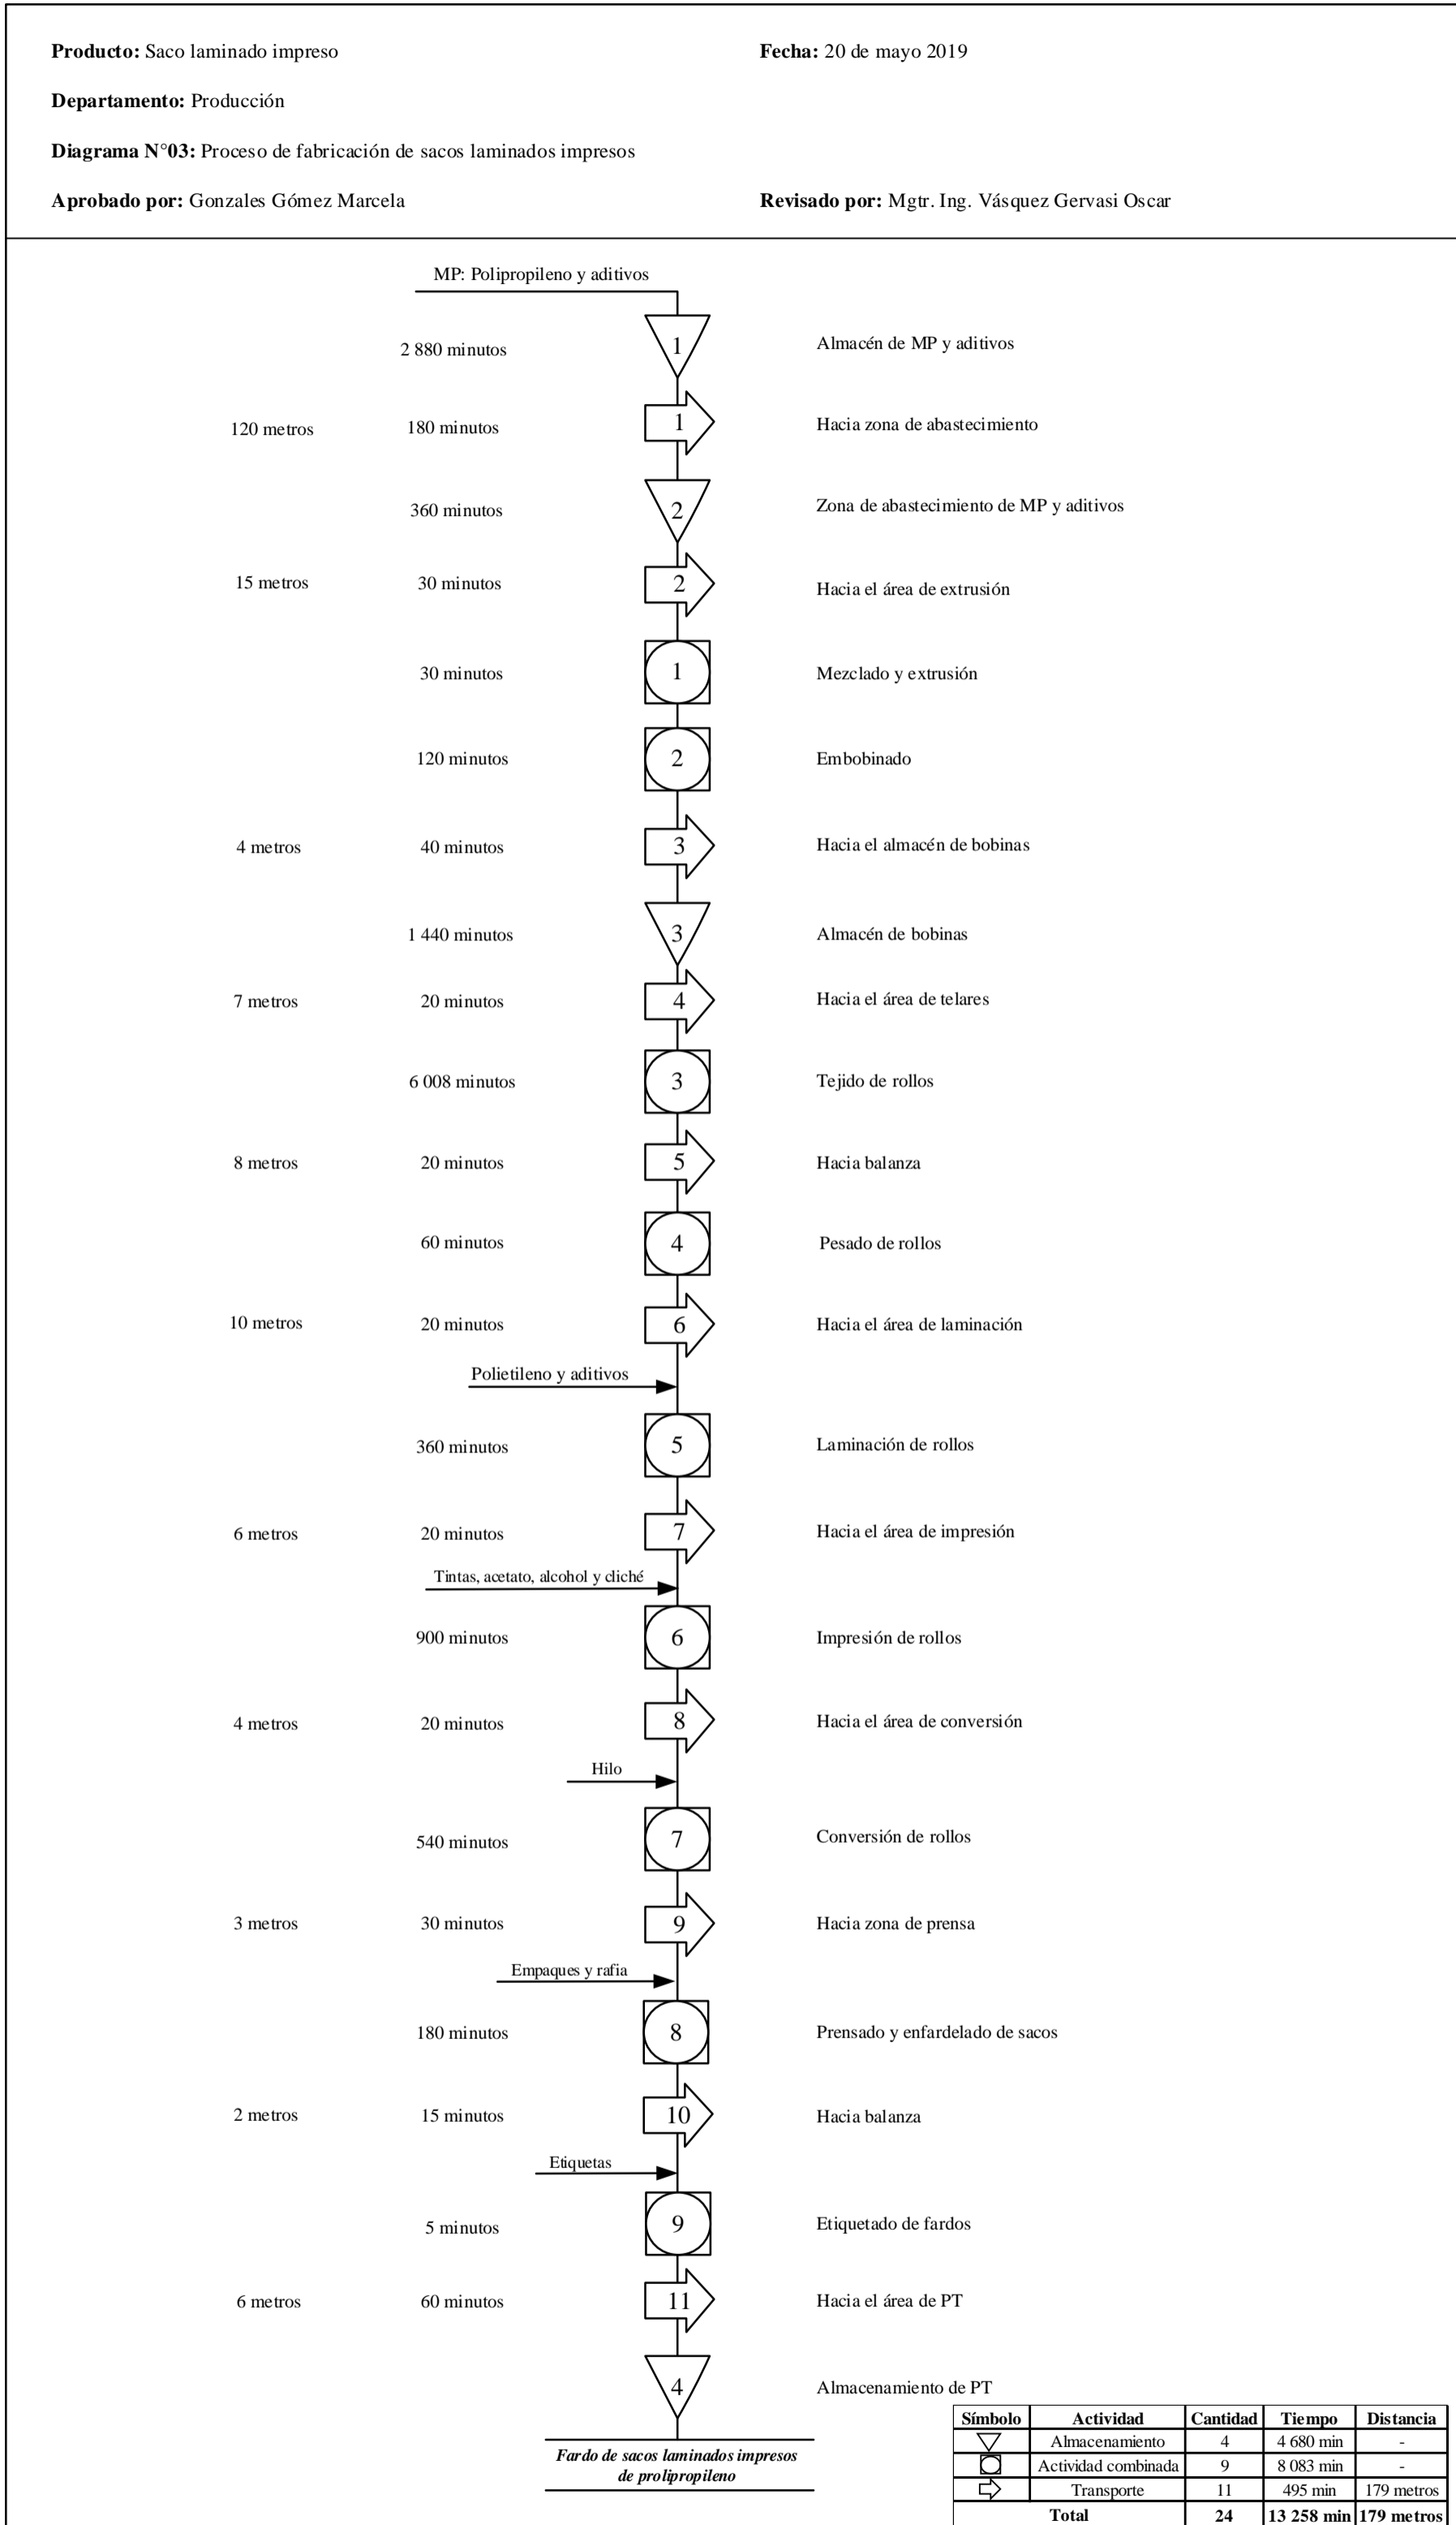 Producto: Saco laminado impreso Fecha: 20 de mayo 2019
Departamento: Producción
Diagrama N°03: Proceso de fabricación de sacos laminados impresos
Aprobado por: Gonzales Gómez Marcela Revisado por: Mgtr. Ing. Vásquez Gervasi Oscar
MP: Polipropileno y aditivos
2 880 minutos 1 Almacén de MP y aditivos
120 metros 180 minutos 1 Hacia zona de abastecimiento
360 minutos 2 Zona de abastecimiento de MP y aditivos
15 metros 30 minutos 2 Hacia el área de extrusión
30 minutos 1 Mezclado y extrusión
120 minutos 2 Embobinado
4 metros 40 minutos 3 Hacia el almacén de bobinas
1 440 minutos 3 Almacén de bobinas
7 metros 20 minutos 4 Hacia el área de telares
6 008 minutos 3 Tejido de rollos
8 metros 20 minutos 5 Hacia balanza
60 minutos 4 Pesado de rollos
10 metros 20 minutos 6 Hacia el área de laminación
Polietileno y aditivos
360 minutos 5 Laminación de rollos
6 metros 20 minutos 7 Hacia el área de impresión
Tintas, acetato, alcohol y cliché
900 minutos 6 Impresión de rollos
4 metros 20 minutos 8 Hacia el área de conversión
Hilo
540 minutos 7 Conversión de rollos
3 metros 30 minutos 9 Hacia zona de prensa
Empaques y rafia
180 minutos 8 Prensado y enfardelado de sacos
2 metros 15 minutos 10 Hacia balanza
Etiquetas
5 minutos 9 Etiquetado de fardos
6 metros 60 minutos 11 Hacia el área de PT
4 Almacenamiento de PT
Fardo de sacos laminados impresos
de prolipropileno
Símbolo Actividad Cantidad Tiempo Distancia
Almacenamiento 4 4 680 min -
Actividad combinada 9 8 083 min -
Transporte 11 495 min 179 metros
Total 24 13 258 min 179 metros